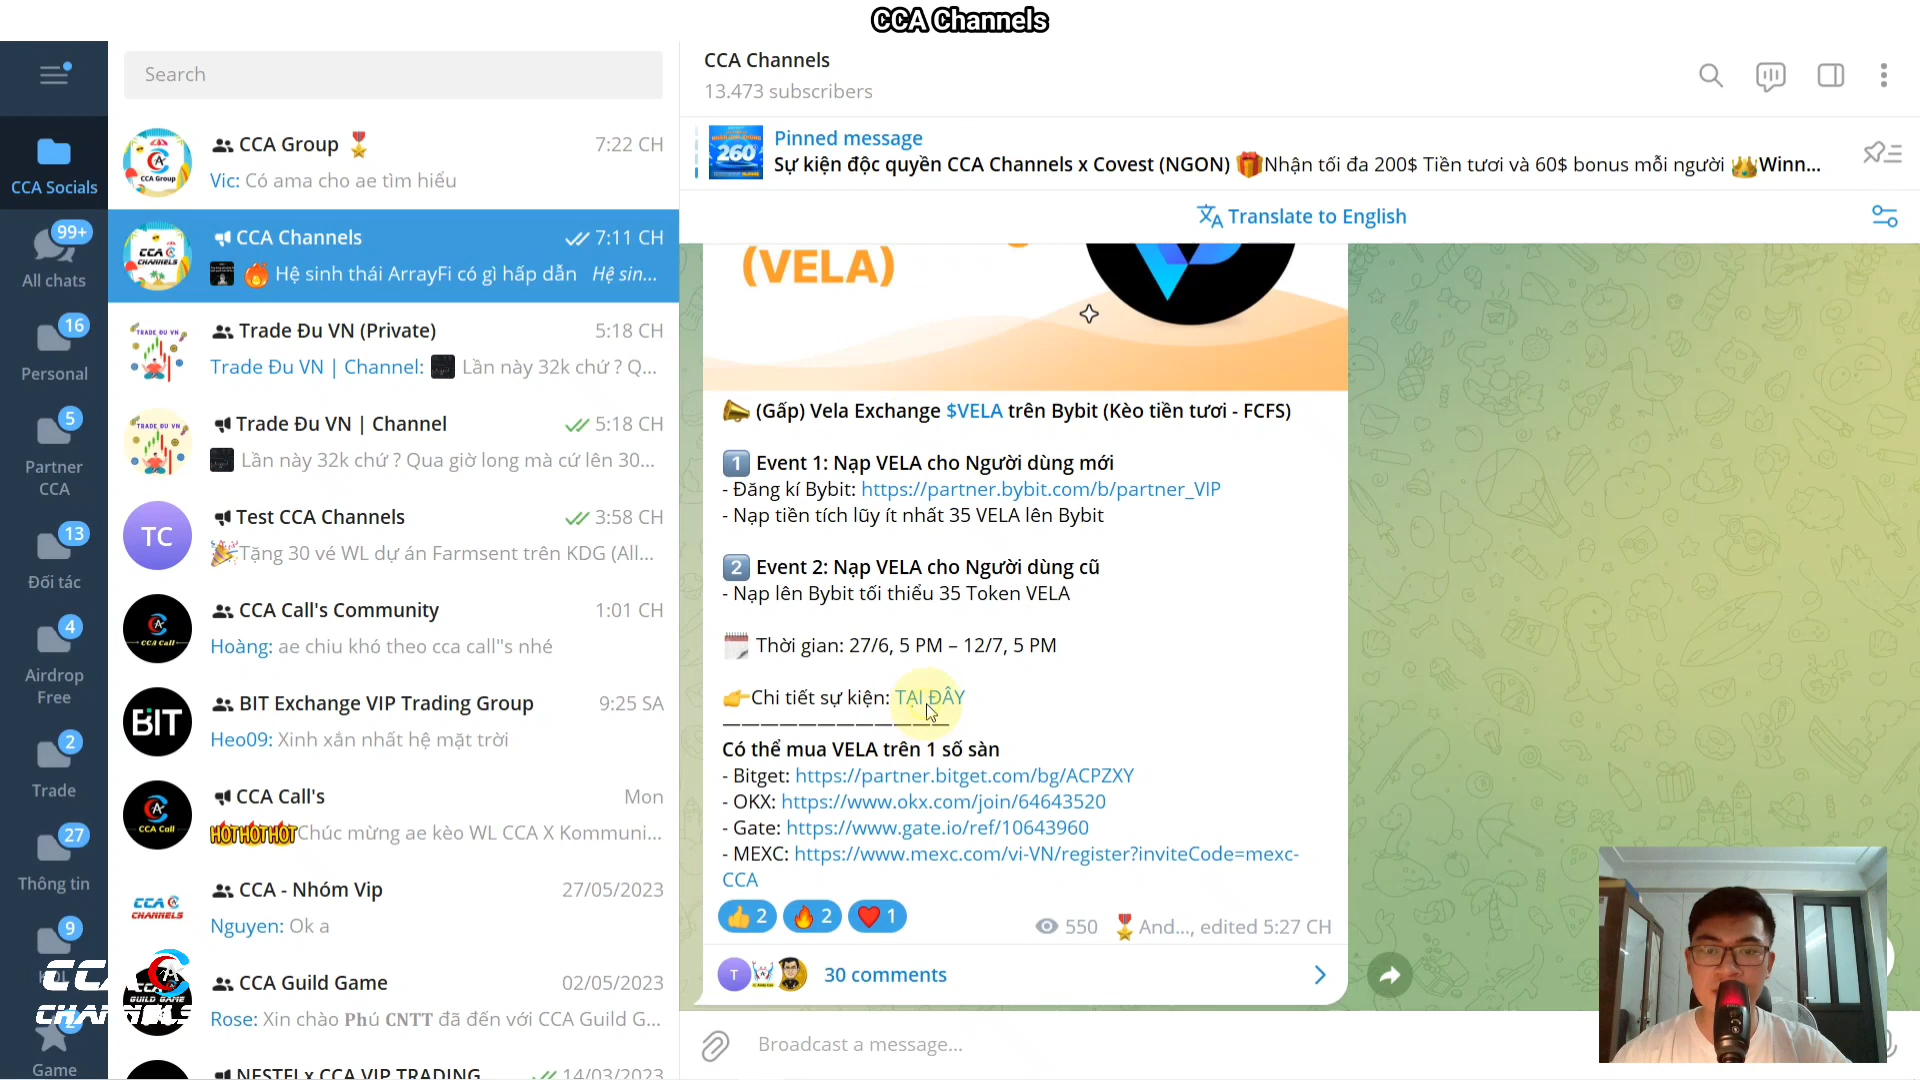 CCA Channels
Search
CCA Socials
99+
All chats
16
Personal
5
Partner
CCA
13
Đối tác
4
Airdrop
Free
2
Trade
27
Thông tin
9
Game
CCA Group
7:22 CH
Vic: Có ama cho ae tìm hiểu
CCA Channels
7:11 CH
Hệ sinh thái ArrayFi có gì hấp dẫn Hệ sin...
Trade Đu VN (Private)
5:18 CH
Trade Đu VN | Channel: Lần này 32k chứ ? Q...
Trade Đu VN | Channel
5:18 CH
Lần này 32k chứ ? Qua giờ long mà cứ lên 30...
TC
Test CCA Channels
3:58 CH
Tặng 30 vé WL dự án Farmsent trên KDG (All...
CCA Call's Community
1:01 CH
Hoàng: ae chiu khó theo cca call"s nhé
BIT
BIT Exchange VIP Trading Group
9:25 SA
Heo09: Xinh xắn nhất hệ mặt trời
CCA Call's
Mon
HOT HOT HOT Chúc mừng ae kèo WL CCA X Kommuni...
CCA - Nhóm Vip
27/05/2023
Nguyen: Ok a
CCA Guild Game
02/05/2023
Rose: Xin chào Phú CNTT đã đến với CCA Guild G...
NESTFI x CCA VIP TRADING
14/03/2023
CCA Channels
13.473 subscribers
260
Pinned message
Sự kiện độc quyền CCA Channels x Covest (NGON) Nhận tối đa 200$ Tiền tươi và 60$ bonus mỗi người Winn...
Translate to English
(VELA)
(Gấp) Vela Exchange $VELA trên Bybit (Kèo tiền tươi - FCFS)
1 Event 1: Nạp VELA cho Người dùng mới
- Đăng kí Bybit: https://partner.bybit.com/b/partner_VIP
- Nạp tiền tích lũy ít nhất 35 VELA lên Bybit
2 Event 2: Nạp VELA cho Người dùng cũ
- Nạp lên Bybit tối thiểu 35 Token VELA
Thời gian: 27/6, 5 PM – 12/7, 5 PM
Chi tiết sự kiện: TẠI ĐÂY
————————————
Có thể mua VELA trên 1 số sàn
- Bitget: https://partner.bitget.com/bg/ACPZXY
- OKX: https://www.okx.com/join/64643520
- Gate: https://www.gate.io/ref/10643960
- MEXC: https://www.mexc.com/vi-VN/register?inviteCode=mexc-
CCA
2
2
1
550
And..., edited 5:27 CH
T
30 comments
Broadcast a message...
CCA
CHANNELS